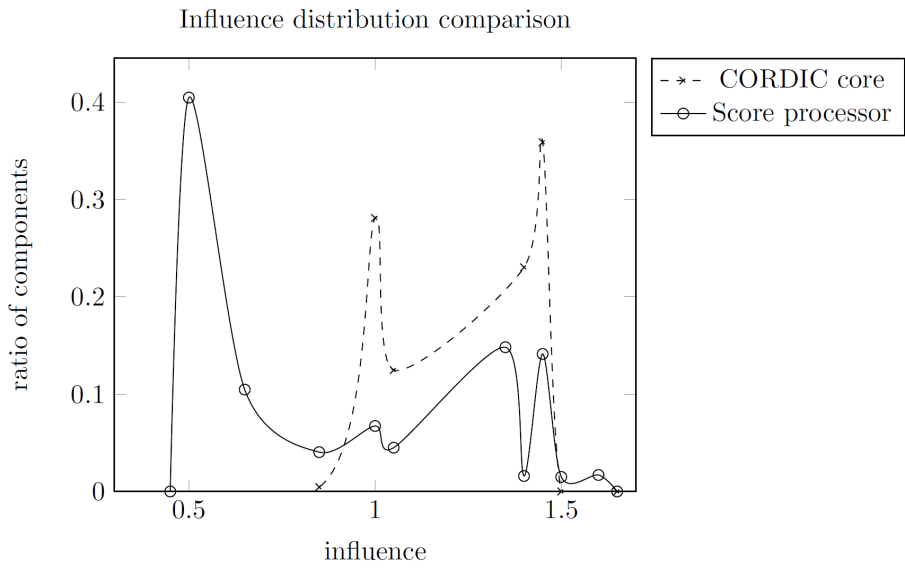 Influence distribution comparison
CORDIC core
Score processor
0.4
0.3
0.2
0.1
0
ratio of components
0.5
1
1.5
influence